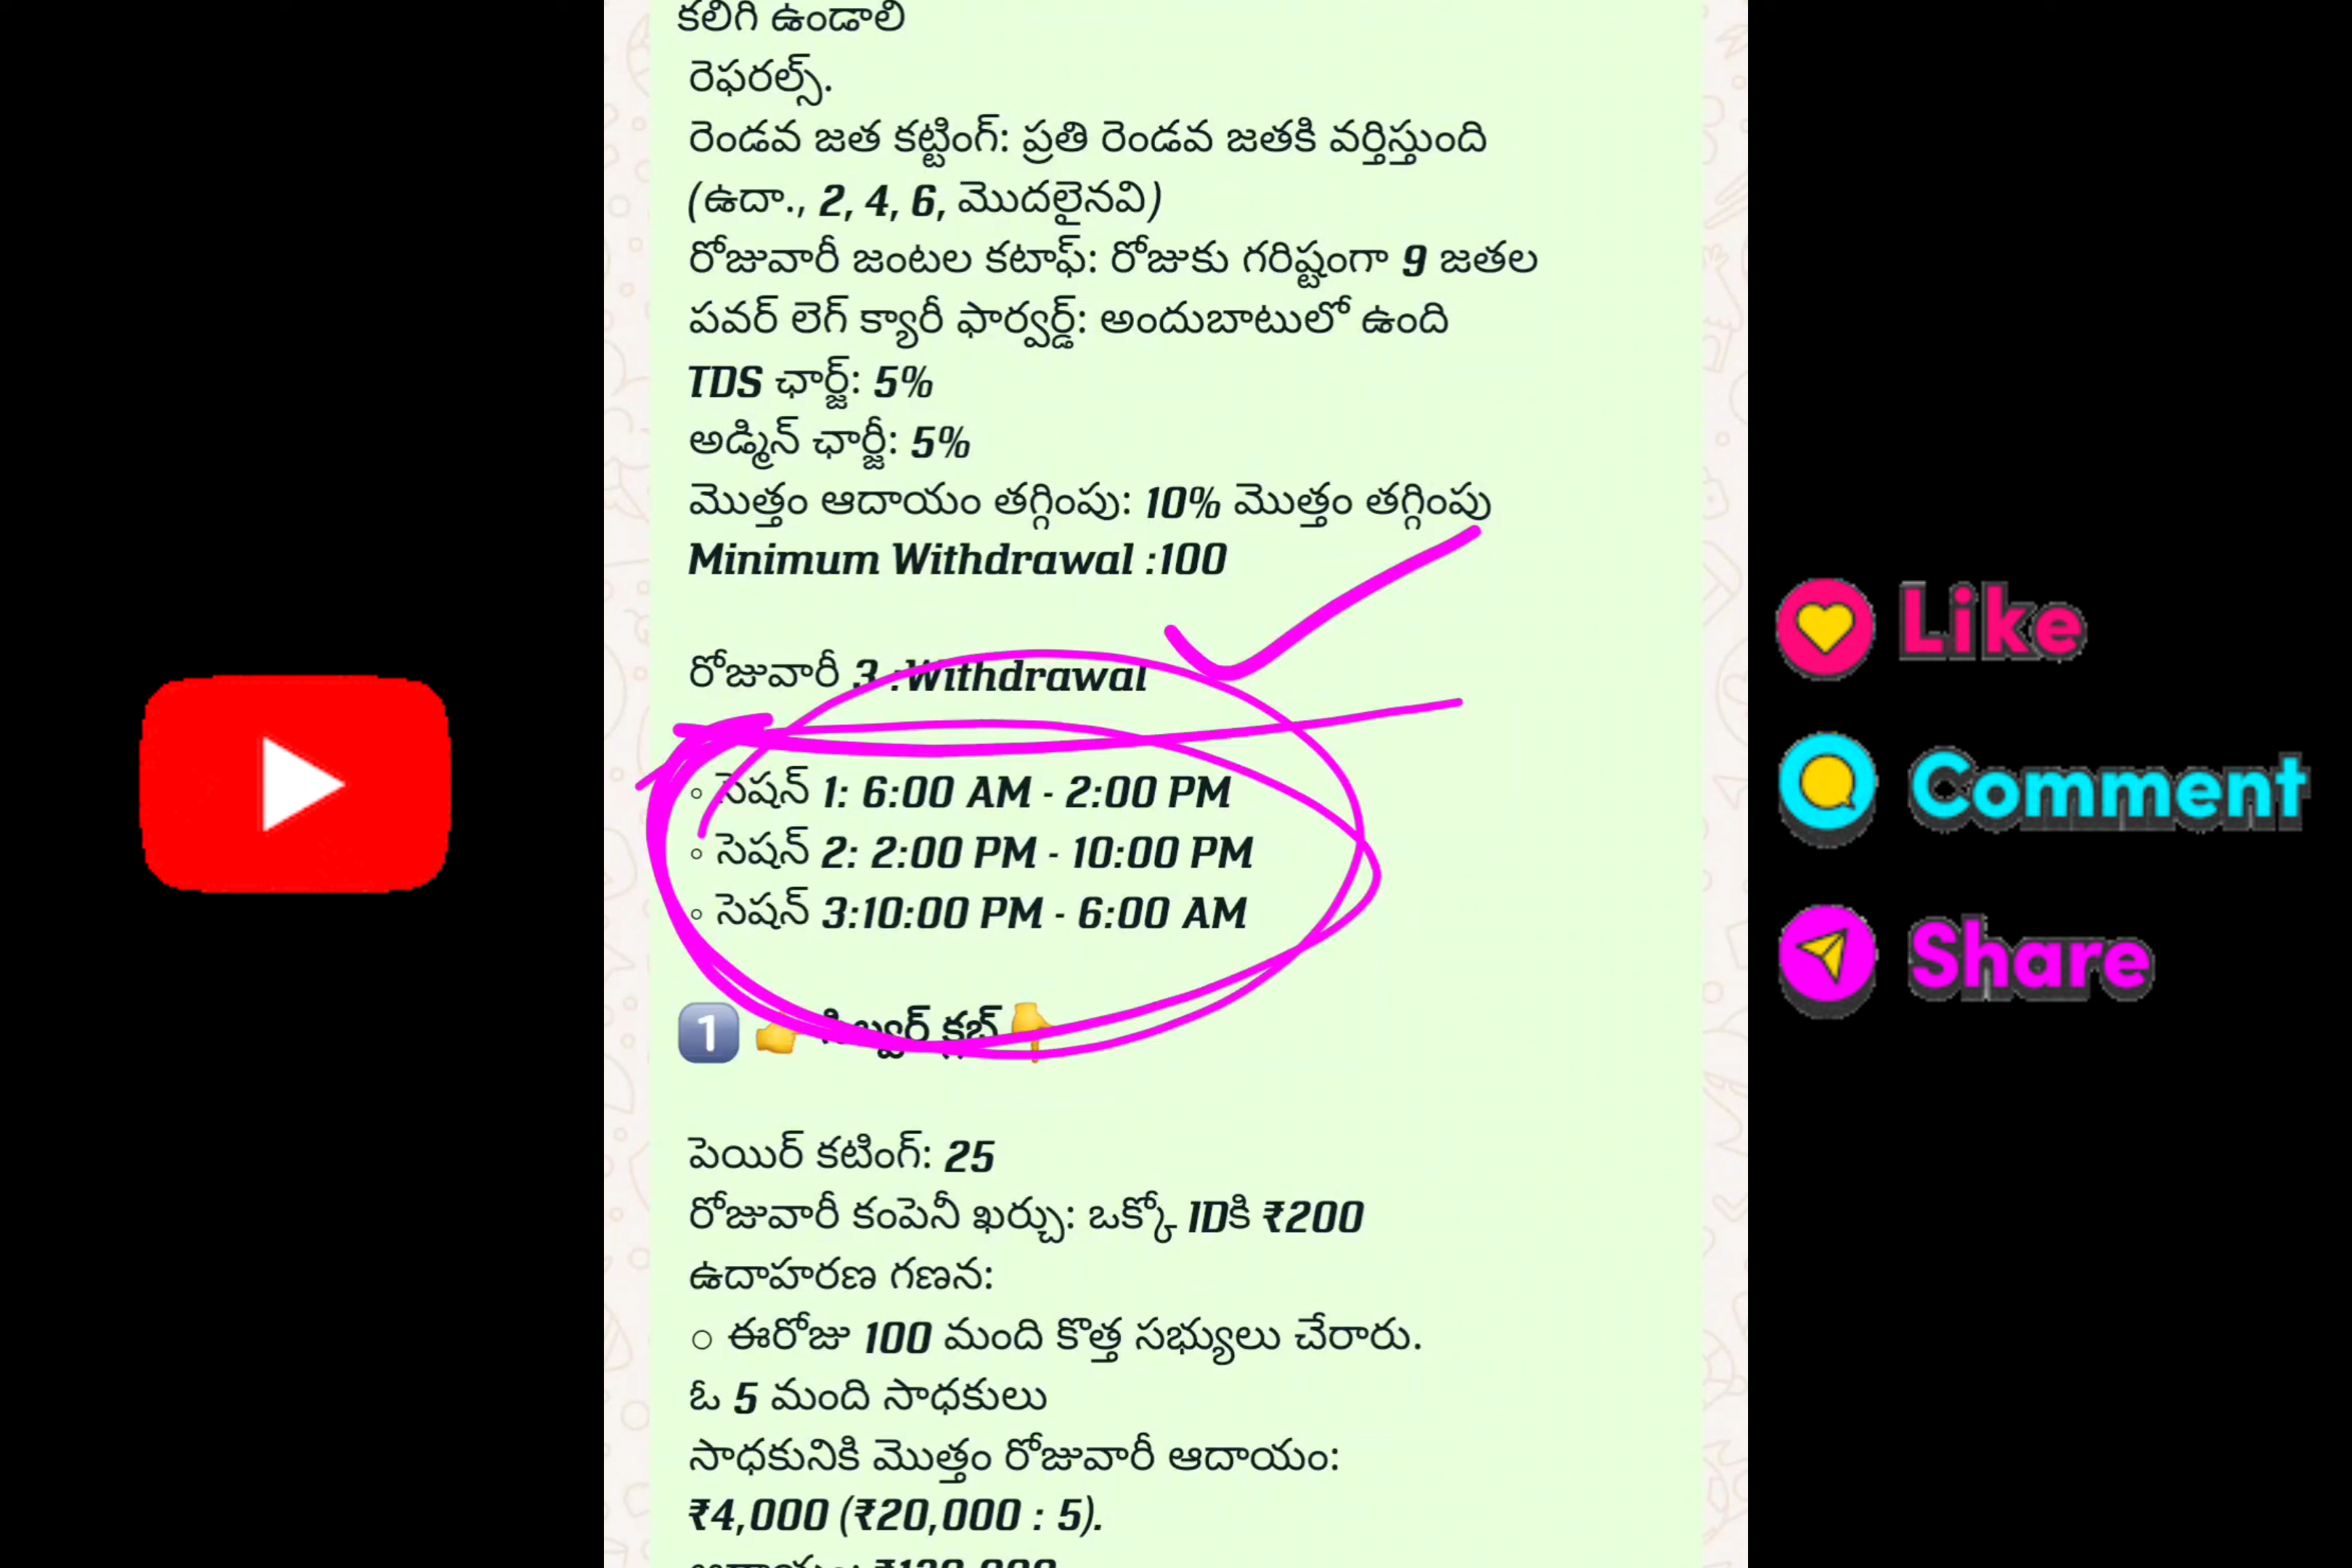 కలిగి ఉండాలి
రెఫరల్స్.
రెండవ జత కట్టింగ్: ప్రతి రెండవ జతకి వర్తిస్తుంది
(ఉదా., 2, 4, 6, మొదలైనవి)
రోజువారీ జంటల కటాఫ్: రోజుకు గరిష్టంగా 9 జతల
పవర్ లెగ్ క్యారీ ఫార్వర్డ్: అందుబాటులో ఉంది
TDS ఛార్జ్: 5%
అడ్మిన్ ఛార్జీ: 5%
మొత్తం ఆదాయం తగ్గింపు: 10% మొత్తం తగ్గింపు
Minimum Withdrawal :100
రోజువారీ 3 :Withdrawal
◦ సెషన్ 1: 6:00 AM - 2:00 PM
◦ సెషన్ 2: 2:00 PM - 10:00 PM
◦ సెషన్ 3:10:00 PM - 6:00 AM
1️⃣ 👉 సిల్వర్ క్లబ్ 👇
పెయిర్ కటింగ్: 25
రోజువారీ కంపెనీ ఖర్చు: ఒక్కో IDకి ₹200
ఉదాహరణ గణన:
○ ఈరోజు 100 మంది కొత్త సభ్యులు చేరారు.
ఓ 5 మంది సాధకులు
సాధకునికి మొత్తం రోజువారీ ఆదాయం:
₹4,000 (₹20,000 : 5).
Like
Comment
Share